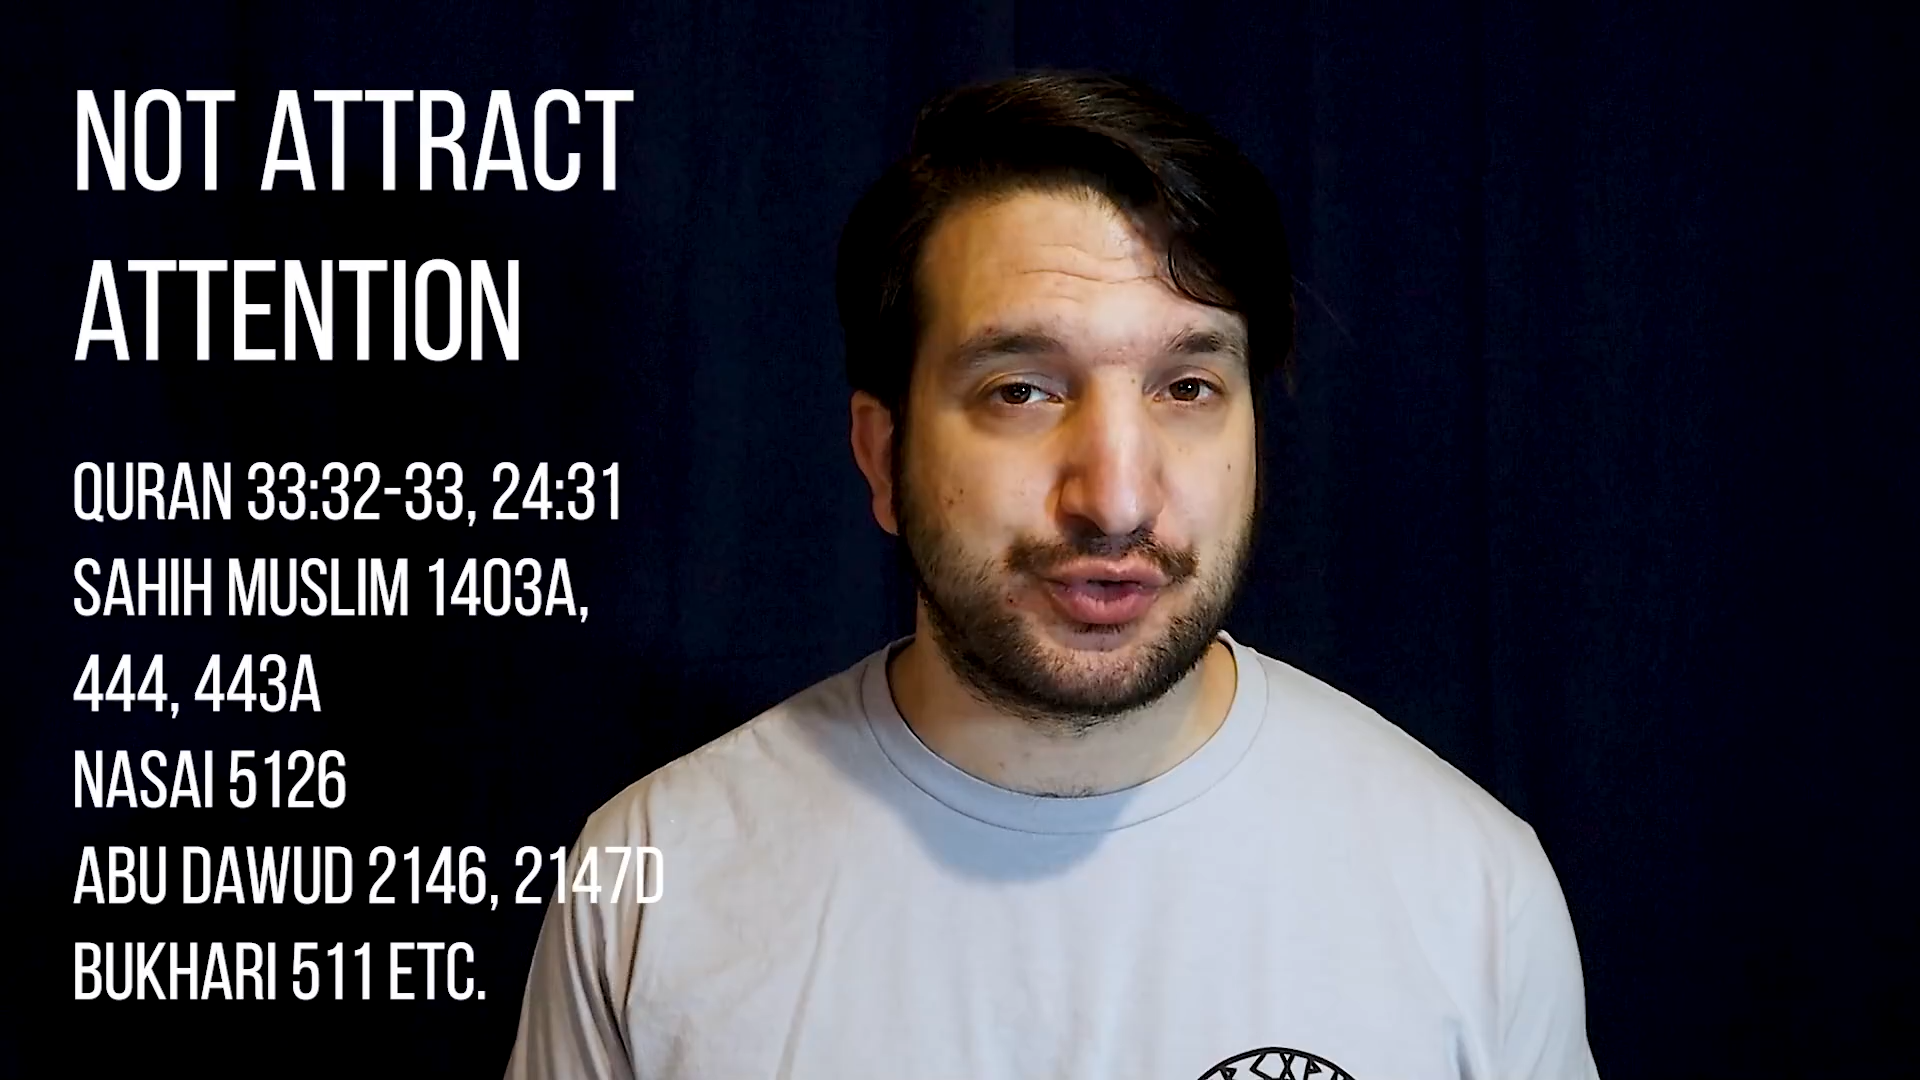 NOT ATTRACT
ATTENTION
QURAN 33:32-33, 24:31
SAHIH MUSLIM 1403A,
444, 443A
NASAI 5126
ABU DAWUD 2146, 2147D
BUKHARI 511 ETC.